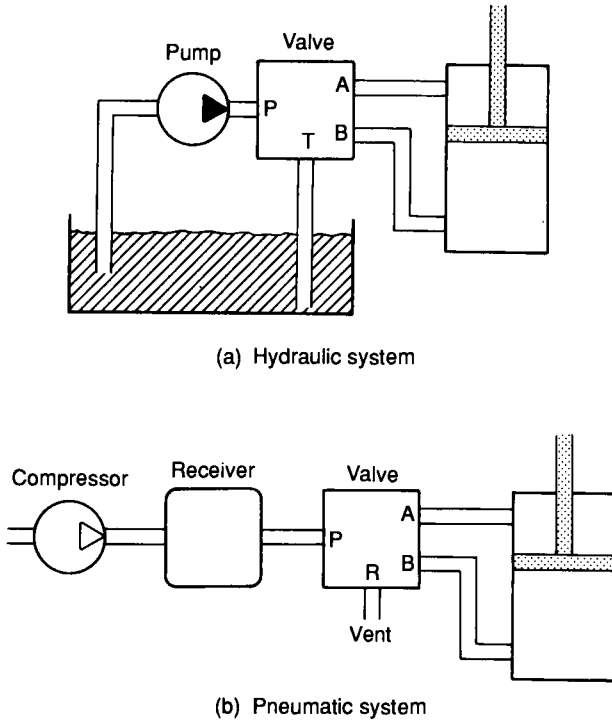 Pump
Valve
P
A
B
T
(a) Hydraulic system
Compressor
Receiver
Valve
P
A
B
R
Vent
(b) Pneumatic system